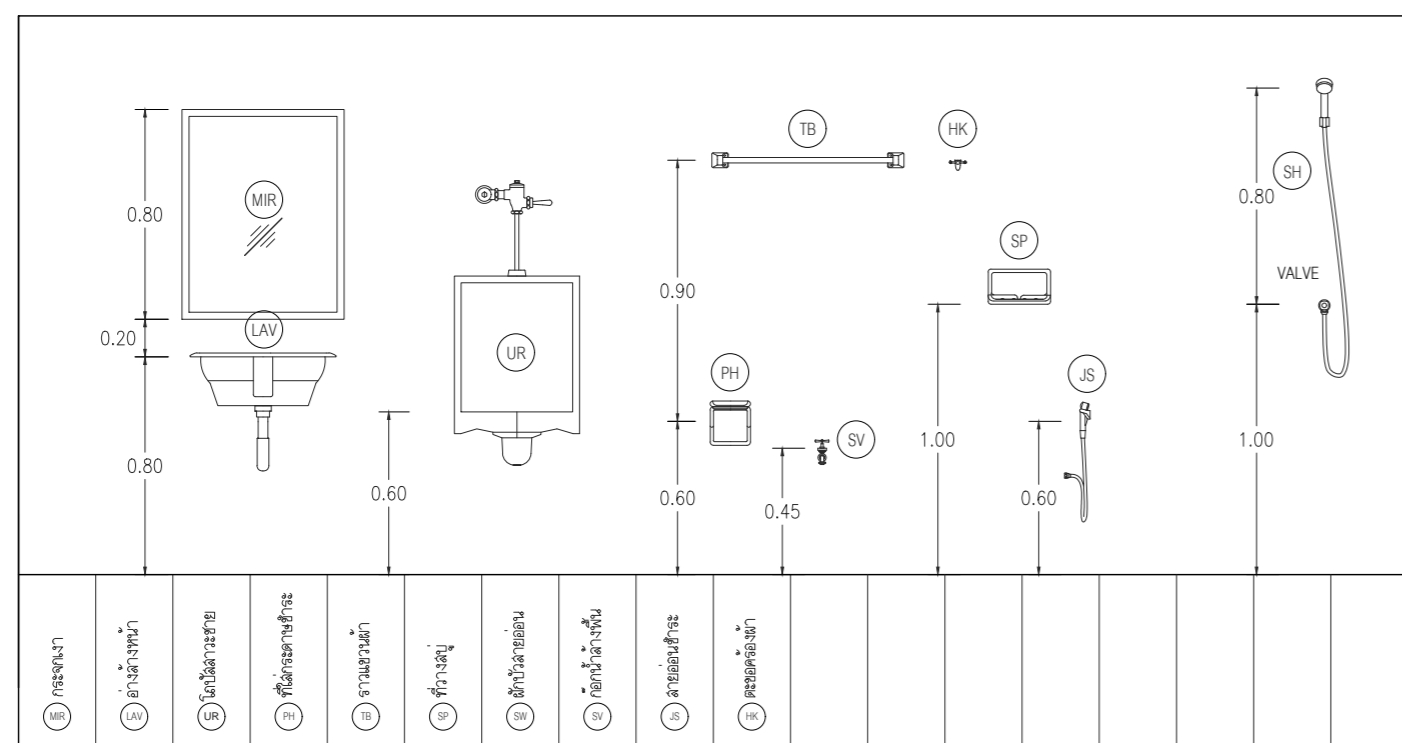 TB
HK
MIR
0.80
SH
0.80
SP
VALVE
0.90
LAV
0.20
UR
PH
JS
SV
0.80
0.60
0.60
0.45
1.00
0.60
1.00
MIR กระจกเงา
LAV อ่างล้างหน้า
UR โถปัสสาวะชาย
PH ที่ใส่กระดาษชำระ
TB ราวแขวนผ้า
SP ที่วางสบู่
SW ฝักบัวสายอ่อน
SV ก๊อกน้ำล้างพื้น
JS สายอ่อนชำระ
HK ตะขอครองผ้า